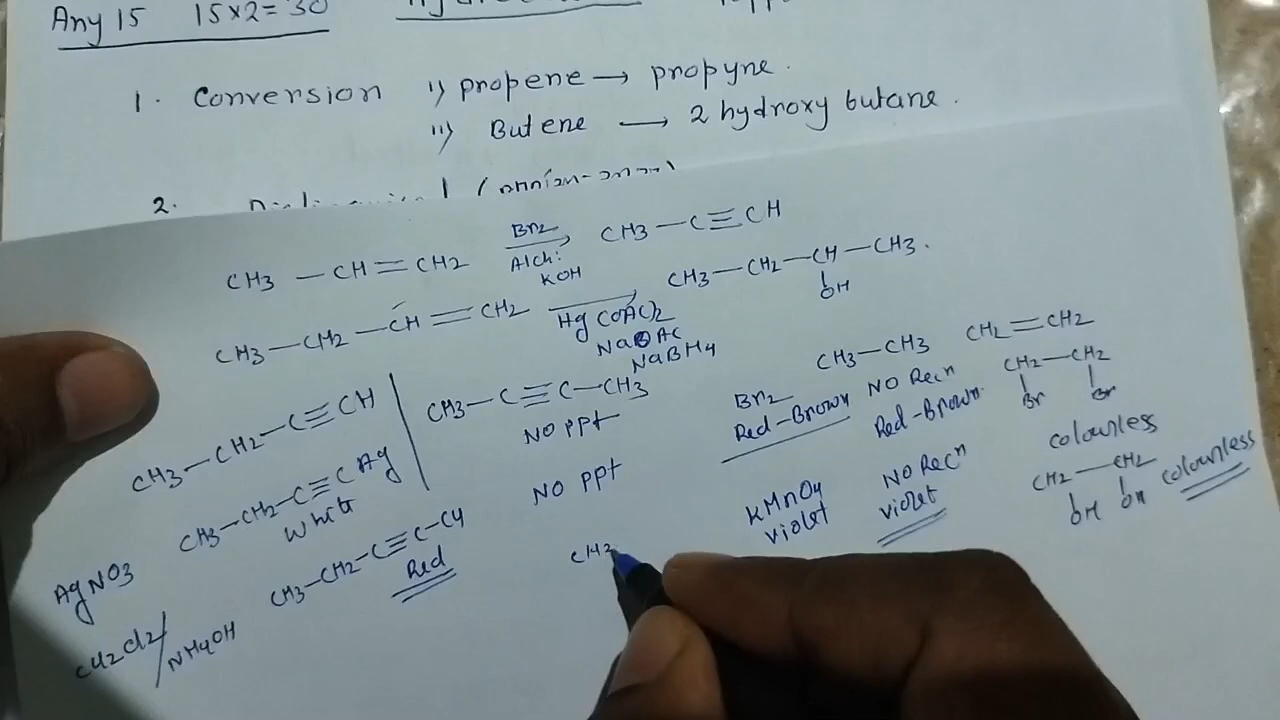 Any 15 15×2=30
1. Conversion i) propene → propyne.
ii) Butene → 2 hydroxy butane.
2.
CH3 — CH = CH2 Br2 Alch: KOH → CH3 — C ≡ CH
CH3 — CH2 — CH = CH2 Hg(OAC)2 NaOAC NaBH4 → CH3 — CH2 — CH — CH3.
OH
CH3 — CH2 — C ≡ CH
CH3 — C ≡ C — CH3
NO PPt
AgNO3
CH3 — CH2 — C ≡ C Ag
White
NO PPt
Cu2Cl2/ NH4OH
CH3 — CH2 — C ≡ C — Cu
Red
CH3
CH3 — CH3 CH2 = CH2
Br2 NO Recn CH2 — CH2
Red-Brown Red-Brown. Br Br
colourless
KMnO4 NO Recn CH2 — CH2 colourless
violet violet OH OH